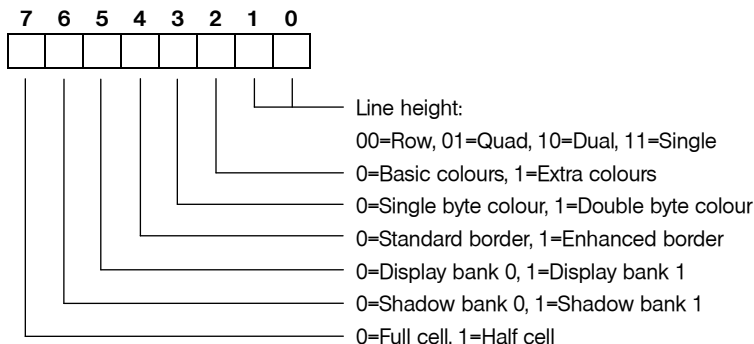 7 6 5 4 3 2 1 0
Line height:
00=Row, 01=Quad, 10=Dual, 11=Single
0=Basic colours, 1=Extra colours
0=Single byte colour, 1=Double byte colour
0=Standard border, 1=Enhanced border
0=Display bank 0, 1=Display bank 1
0=Shadow bank 0, 1=Shadow bank 1
0=Full cell, 1=Half cell